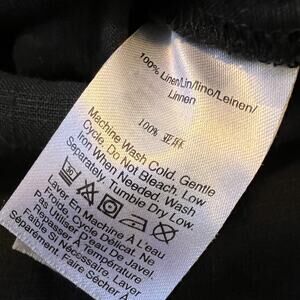 100% Linen/Lin/lino/Leinen/
Linnen
100% 亚麻
Machine Wash Cold. Gentle
Cycle. Do Not Bleach. Low
Iron When Needed. Wash
Separately. Tumble Dry Low.
Laver En Machine À L'eau
Froide. Cycle Délicat. Ne
Pas Utiliser D'eau De Javel.
Repasser À Température
Faible Si Nécessaire. Laver
Faire Sécher À